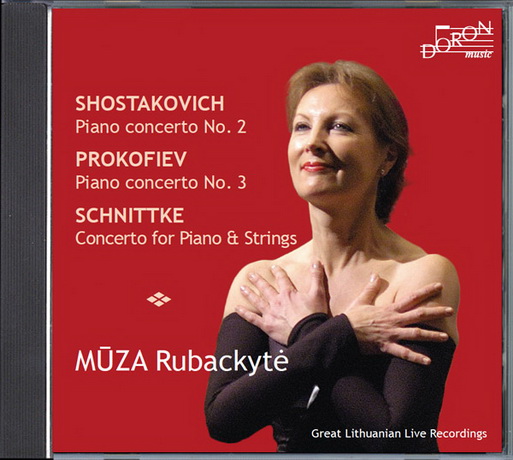 DORON
music
SHOSTAKOVICH
Piano concerto No. 2
PROKOFIEV
Piano concerto No. 3
SCHNITTKE
Concerto for Piano & Strings
MŪZA Rubackytė
Great Lithuanian Live Recordings